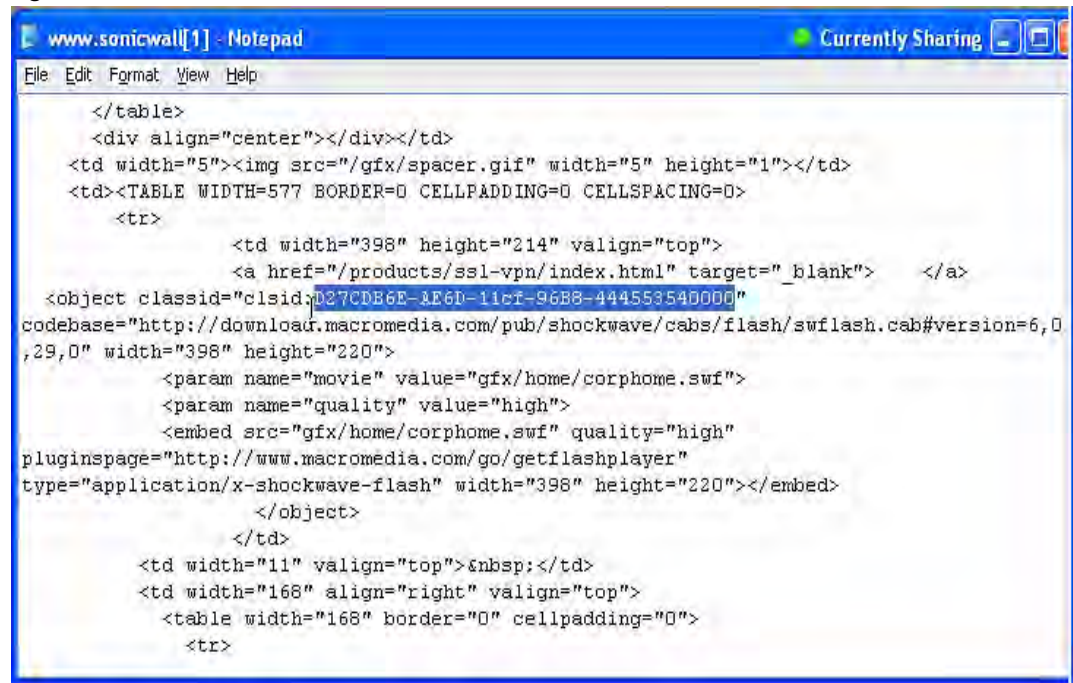 www.sonicwall[1] - Notepad
Currently Sharing
File Edit Format View Help
</table>
<div align="center"></div></td>
<td width="5"><img src="/gfx/spacer.gif" width="5" height="1"></td>
<td><TABLE WIDTH=577 BORDER=0 CELLPADDING=0 CELLSPACING=0>
<tr>
<td width="398" height="214" valign="top">
<a href="/products/ssl-vpn/index.html" target="_blank"> </a>
<object classid="clsid:D27CDB6E-AE6D-11cf-96B8-444553540000"
codebase="http://download.macromedia.com/pub/shockwave/cabs/flash/swflash.cab#version=6,0
,29,0" width="398" height="220">
<param name="movie" value="gfx/home/corphome.swf">
<param name="quality" value="high">
<embed src="gfx/home/corphome.swf" quality="high"
pluginspage="http://www.macromedia.com/go/getflashplayer"
type="application/x-shockwave-flash" width="398" height="220"></embed>
</object>
</td>
<td width="11" valign="top">&nbsp;</td>
<td width="168" align="right" valign="top">
<table width="168" border="0" cellpadding="0">
<tr>